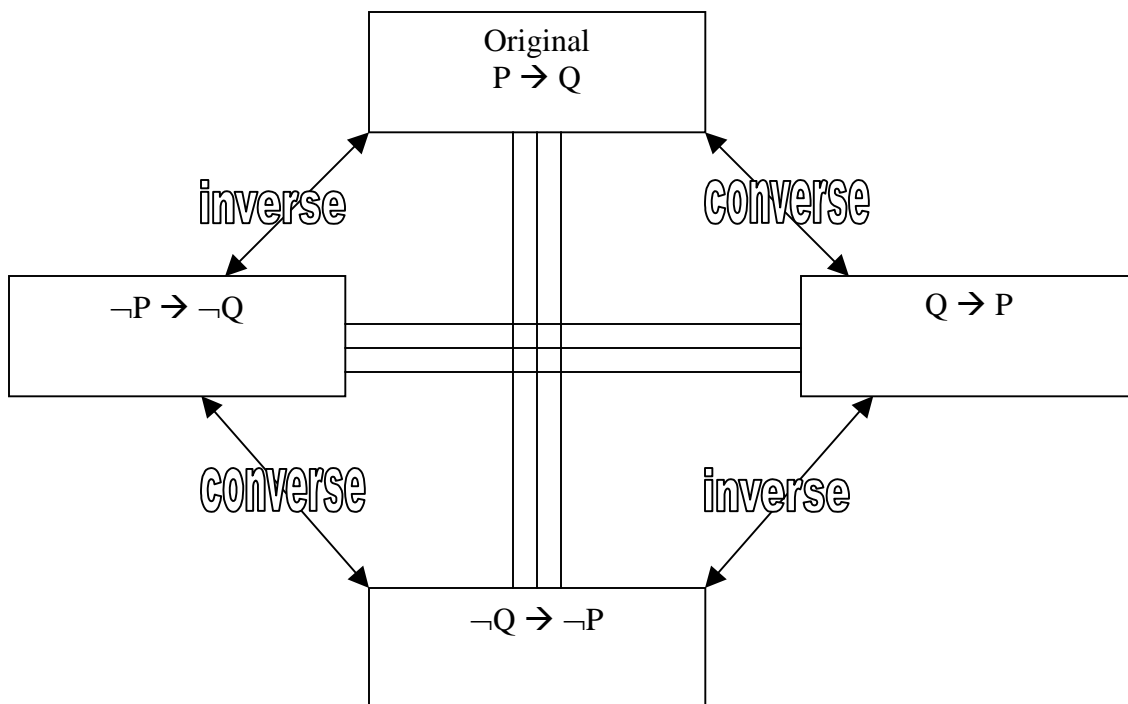 Original
P → Q
inverse
converse
¬P → ¬Q
Q → P
converse
inverse
¬Q → ¬P